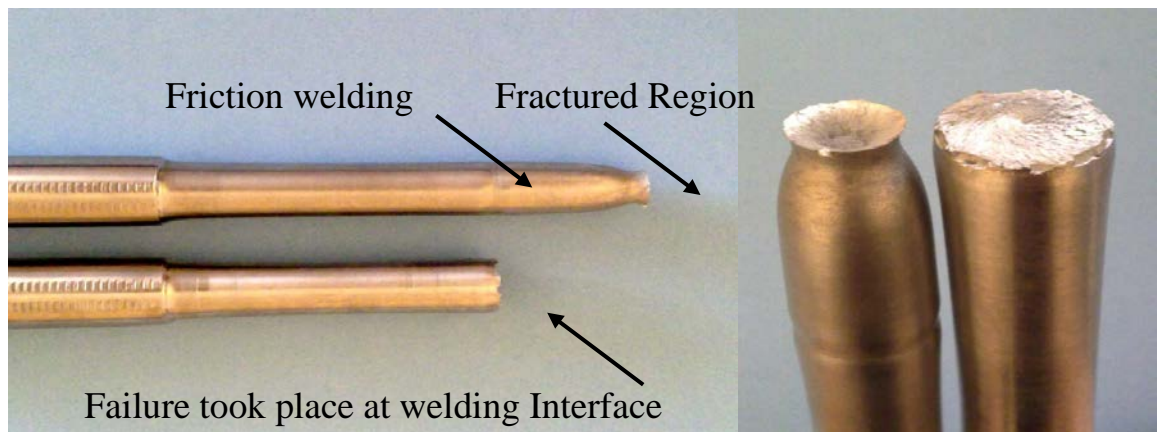 Friction welding
Fractured Region
Failure took place at welding Interface